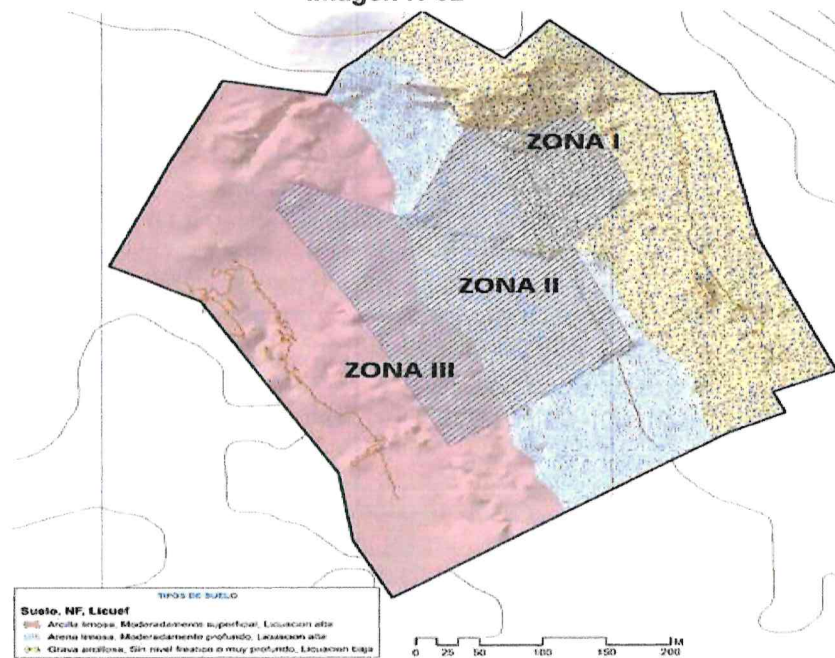 ZONA I
ZONA II
ZONA III
TIPOS DE SUELO
Suelo, NF, Licuef
Arcilla limosa, Moderadamente superficial, Licuacion alta
Arena limosa, Moderadamente profundo, Licuacion alta
Grava arcillosa, Sin nivel freatico o muy profundo, Licuacion baja
M
0 25 50 100 150 200